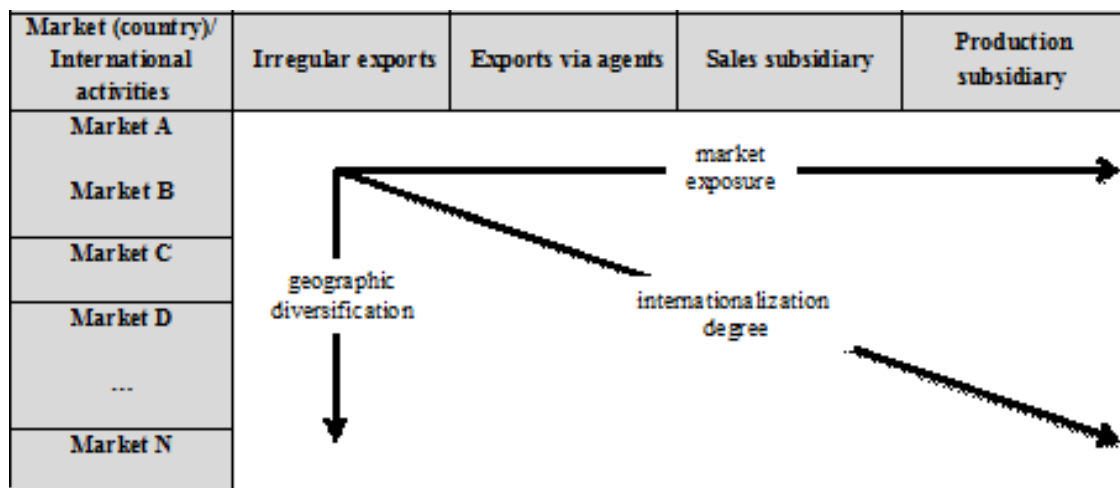 Market (country)/
International
activities
Irregular exports
Exports via agents
Sales subsidiary
Production
subsidiary
Market A
Market B
Market C
Market D
...
Market N
market
exposure
geographic
diversification
internationalization
degree